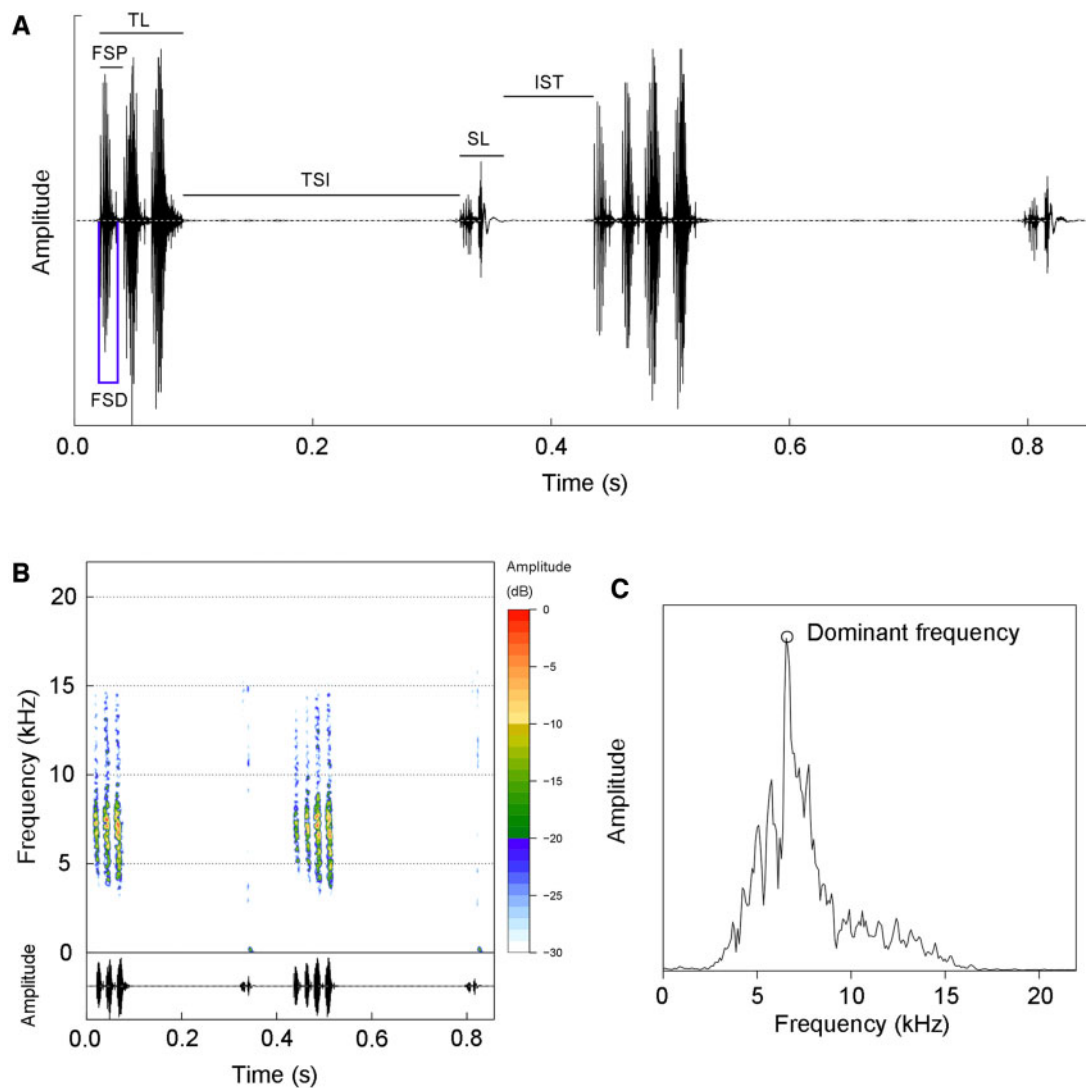 A
TL
FSP
IST
SL
TSI
FSD
Amplitude
0.0 0.2 0.4 0.6 0.8
Time (s)
B
Amplitude
(dB)
20
15
10
5
0
Frequency (kHz)
0
−5
−10
−15
−20
−25
−30
Amplitude
0.0 0.2 0.4 0.6 0.8
Time (s)
C
Dominant frequency
Amplitude
0 5 10 15 20
Frequency (kHz)